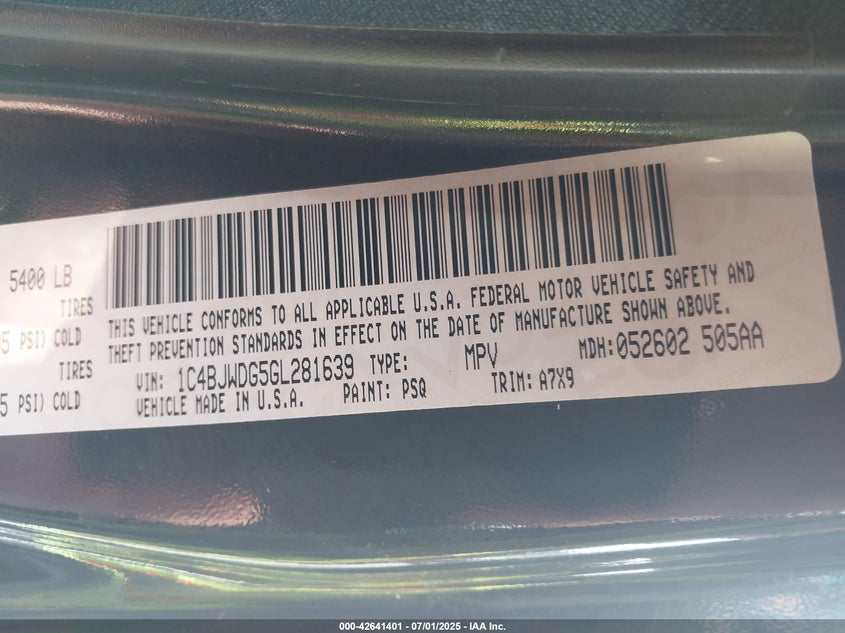 5400 LB
TIRES
5 PSI) COLD
TIRES
5 PSI) COLD
THIS VEHICLE CONFORMS TO ALL APPLICABLE U.S.A. FEDERAL MOTOR VEHICLE SAFETY AND
THEFT PREVENTION STANDARDS IN EFFECT ON THE DATE OF MANUFACTURE SHOWN ABOVE.
VIN: 1C4BJWDG5GL281639 TYPE: MPV MDH:052602 505AA
VEHICLE MADE IN U.S.A. PAINT: PSQ TRIM: A7X9
000-42641401 - 07/01/2025 - IAA Inc.